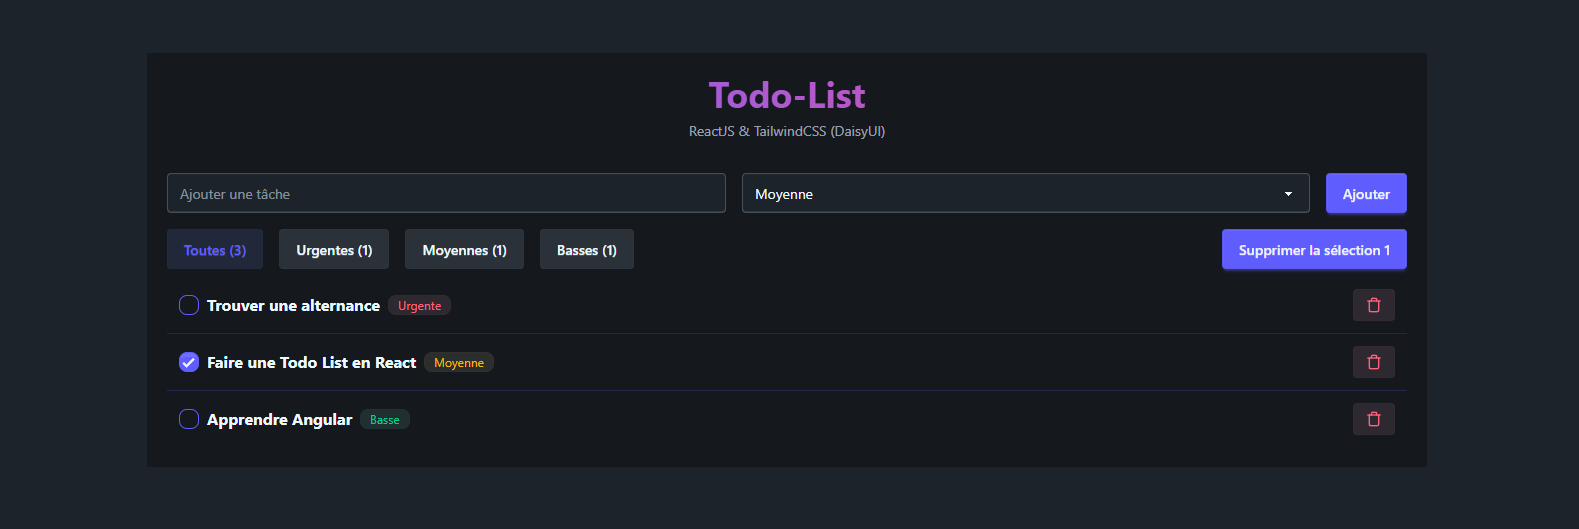 Todo-List
ReactJS & TailwindCSS (DaisyUI)
Ajouter une tâche
Moyenne
Ajouter
Toutes (3)
Urgentes (1)
Moyennes (1)
Basses (1)
Supprimer la sélection 1
Trouver une alternance Urgente
Faire une Todo List en React Moyenne
Apprendre Angular Basse